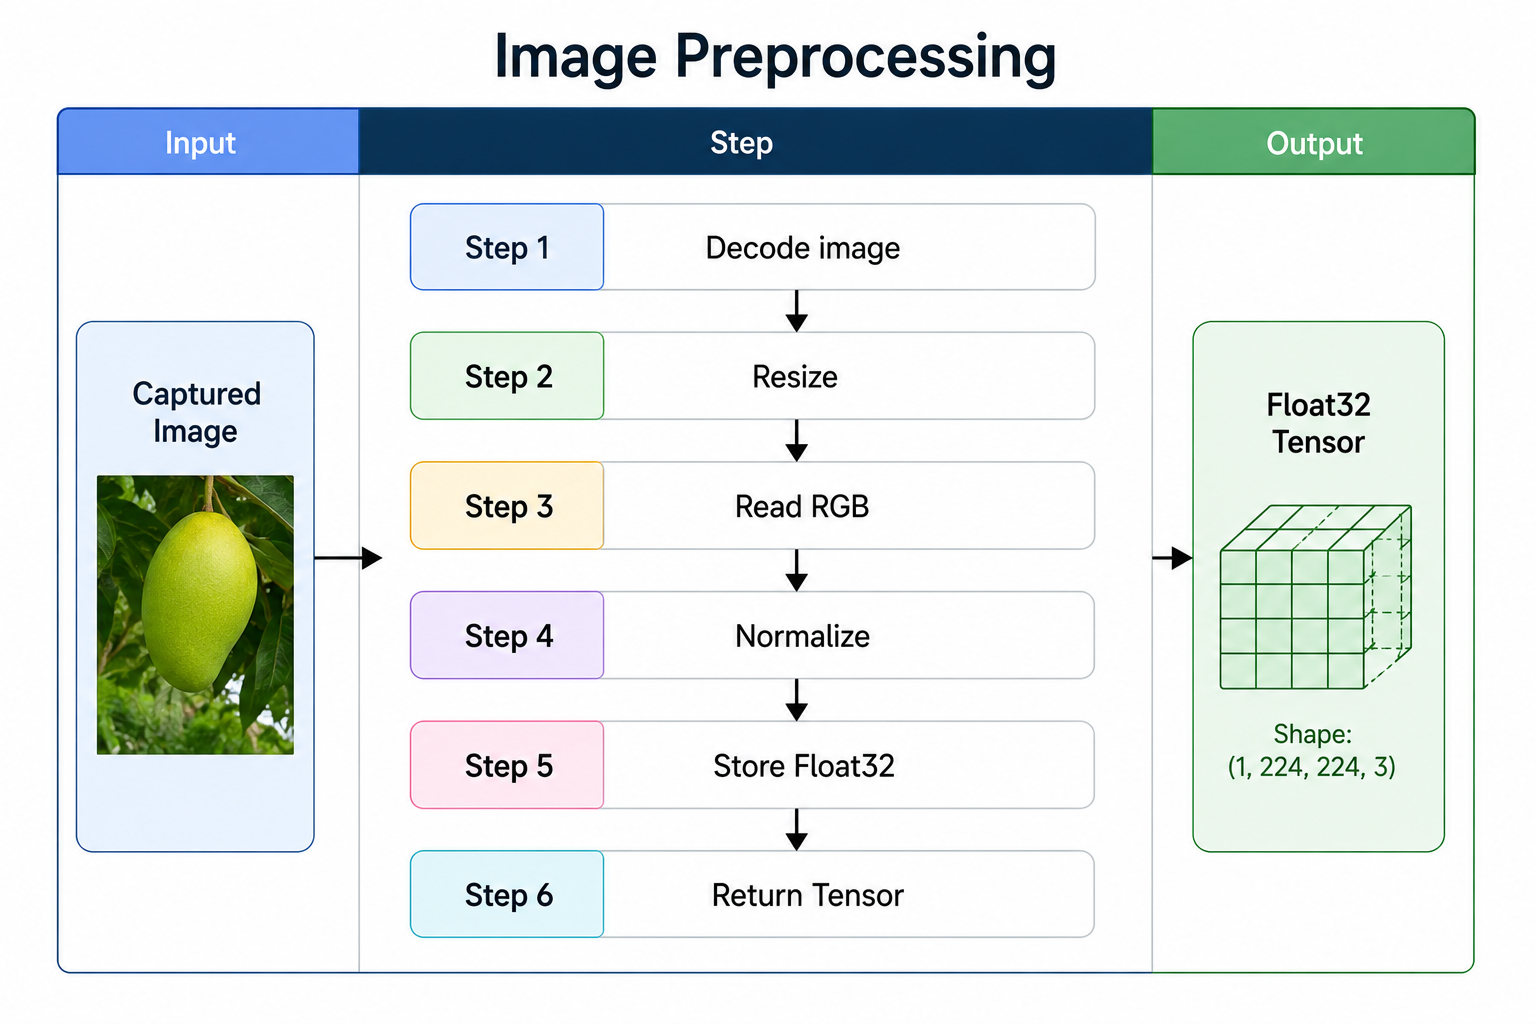 Image Preprocessing
Input
Step
Output
Captured
Image
Step 1
Decode image
Step 2
Resize
Step 3
Read RGB
Step 4
Normalize
Step 5
Store Float32
Step 6
Return Tensor
Float32
Tensor
Shape:
(1, 224, 224, 3)